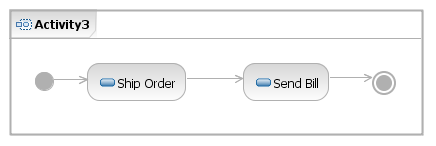 Activity3
Ship Order
Send Bill